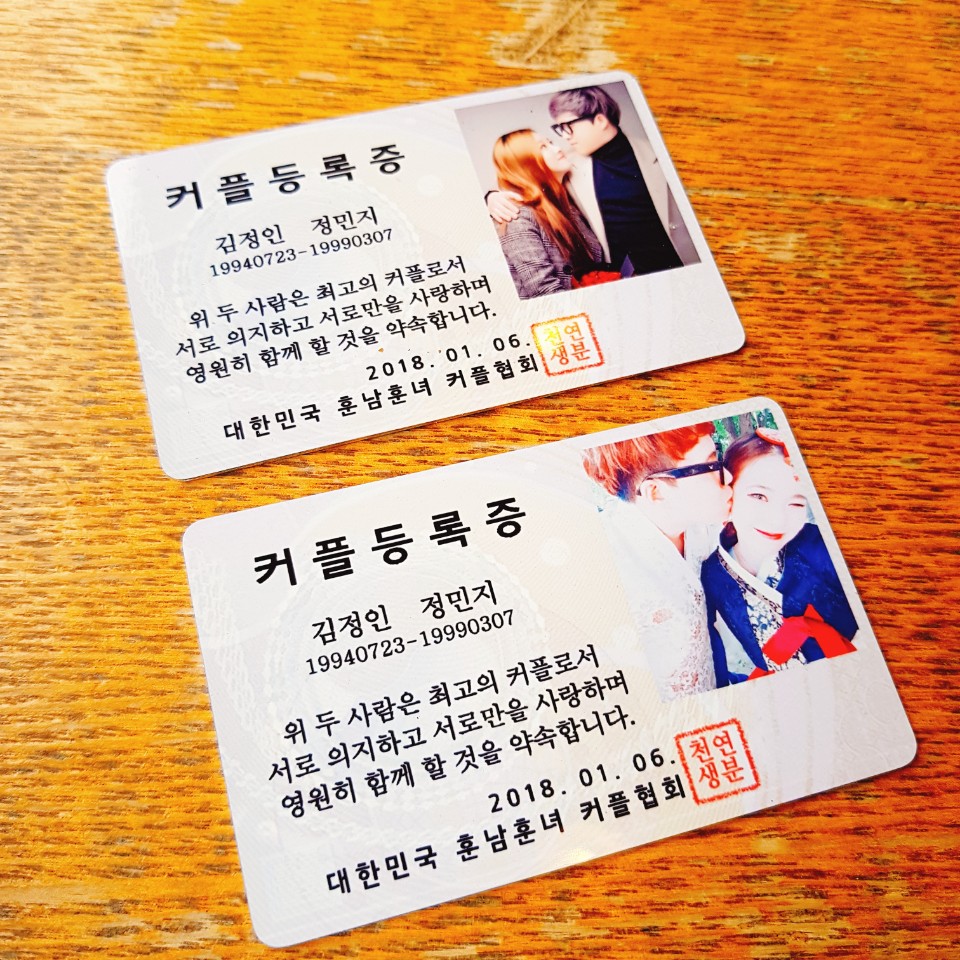 커플등록증
김정인 정민지
19940723-19990307
위 두 사람은 최고의 커플로서
서로 의지하고 서로만을 사랑하며
영원히 함께 할 것을 약속합니다.
2018. 01. 06.
대한민국 훈남훈녀 커플협회
천연
생분
커플등록증
김정인 정민지
19940723-19990307
위 두 사람은 최고의 커플로서
서로 의지하고 서로만을 사랑하며
영원히 함께 할 것을 약속합니다.
2018. 01. 06.
대한민국 훈남훈녀 커플협회
천연
생분